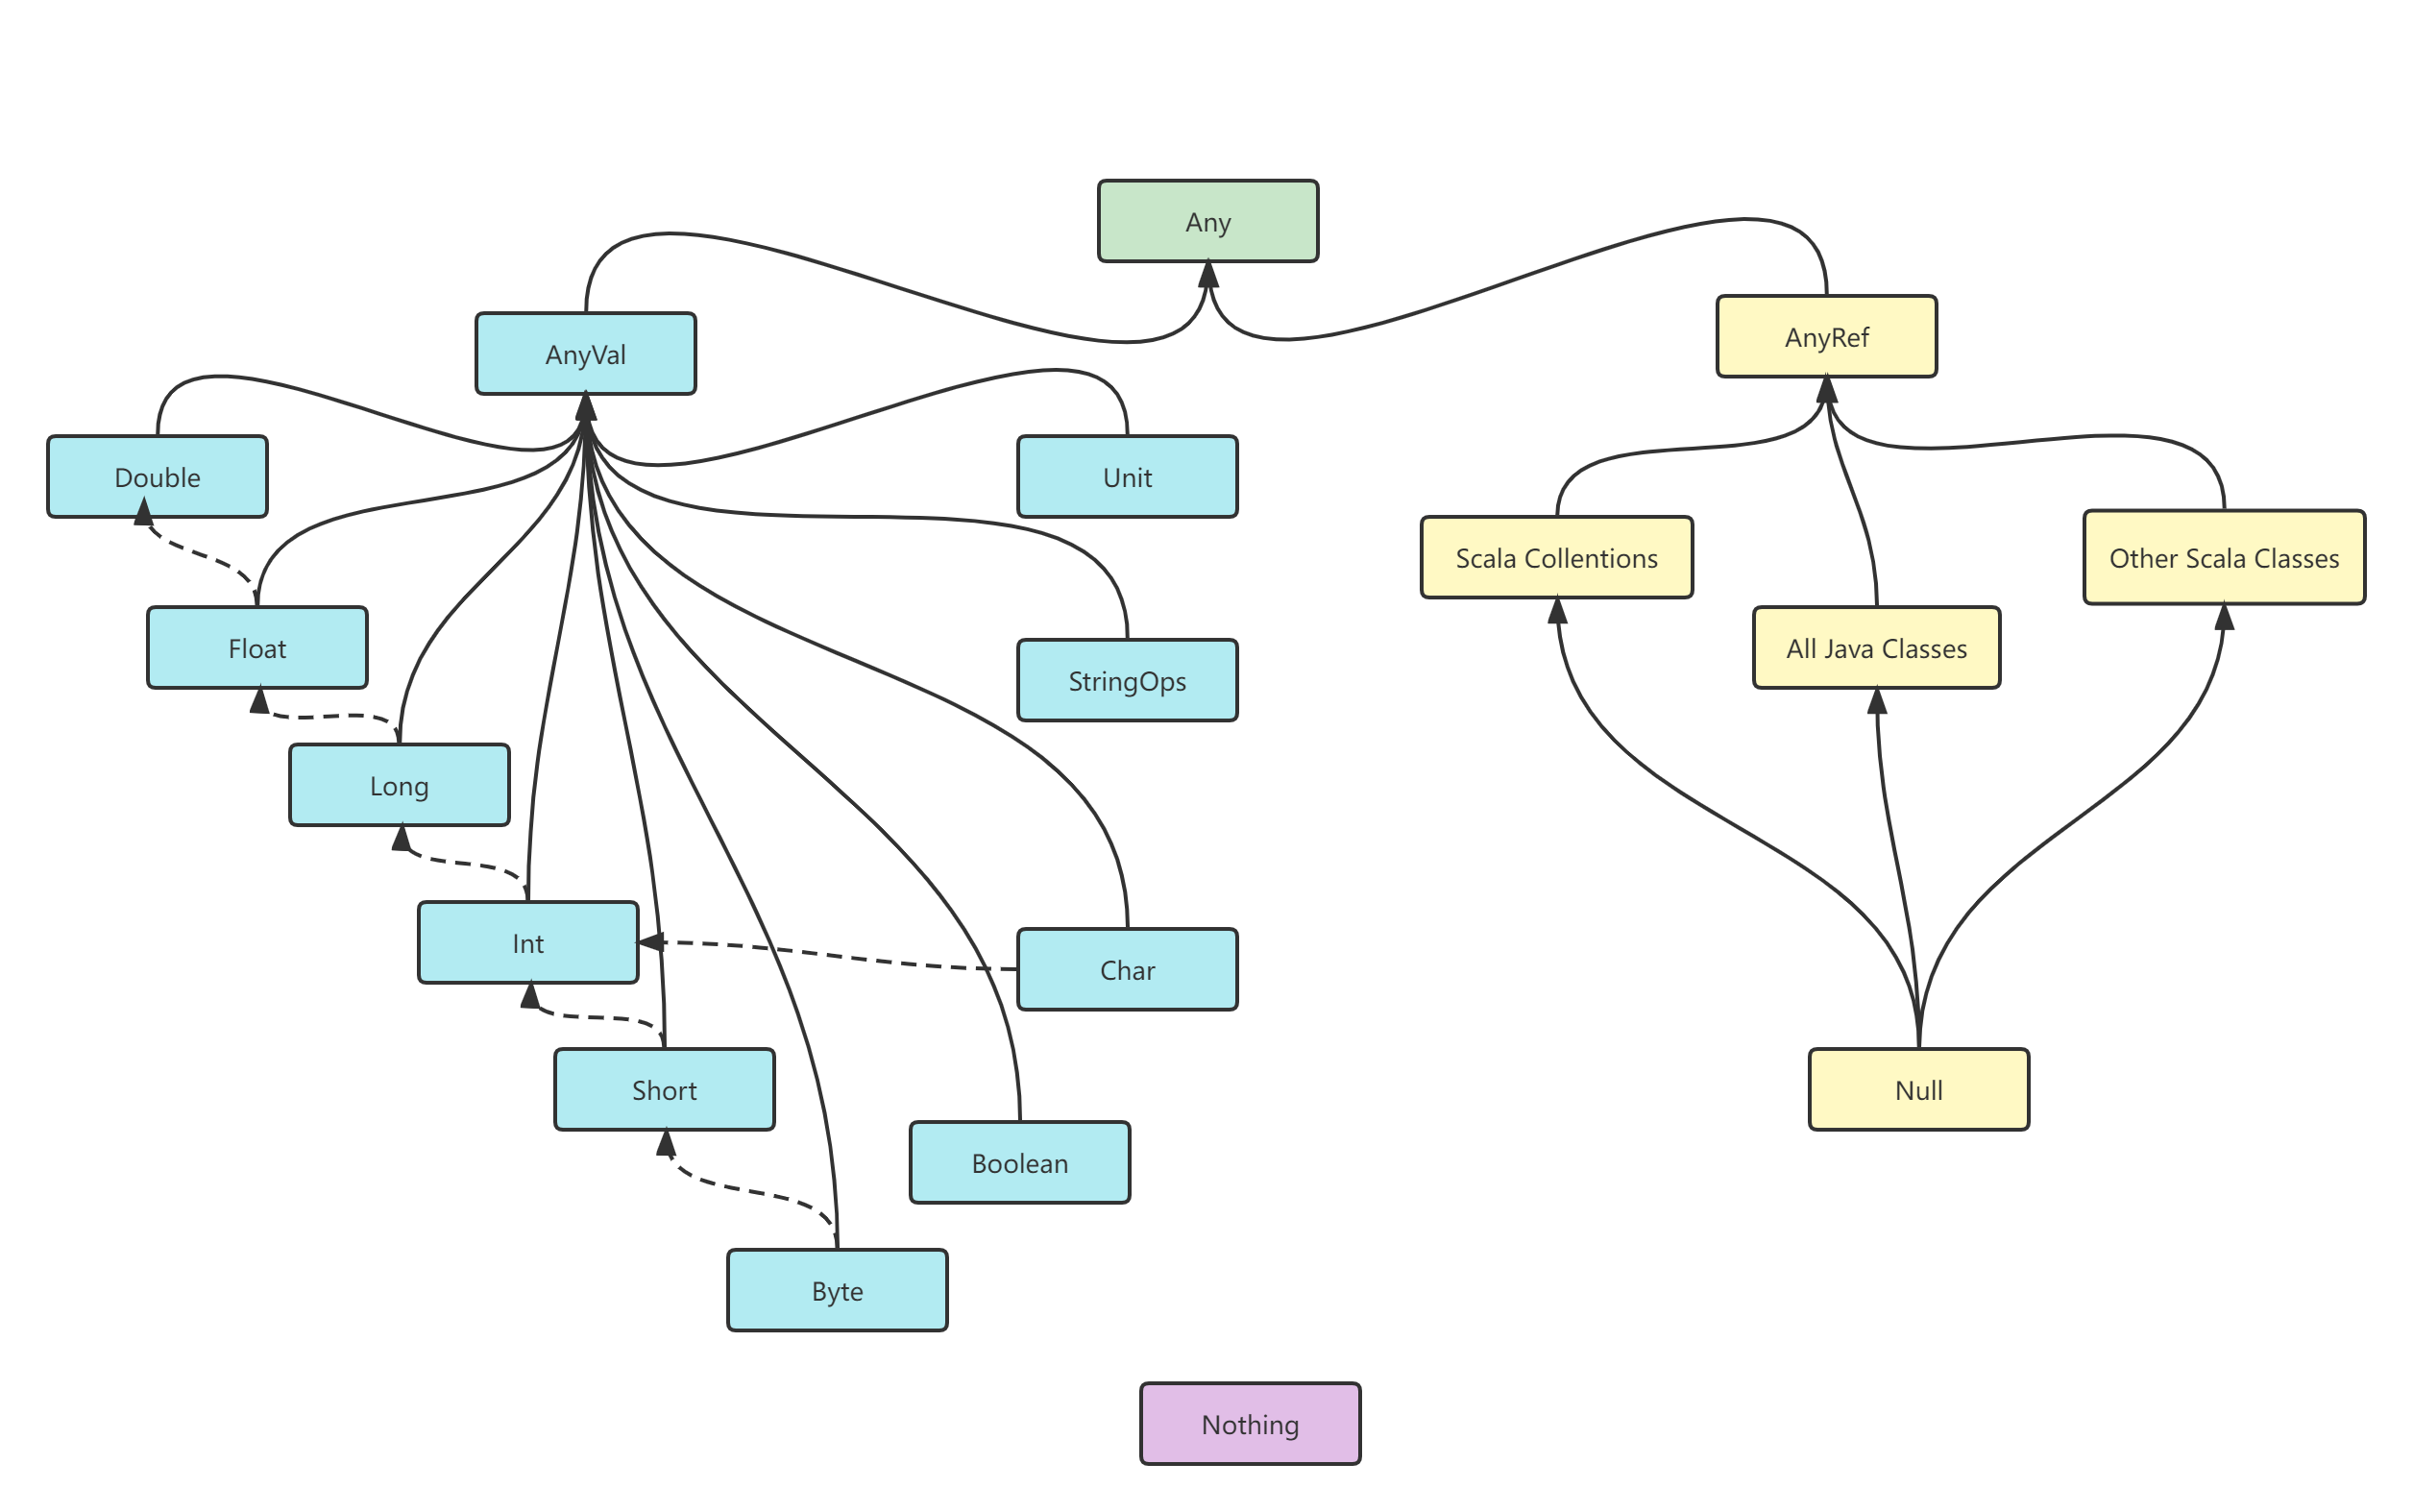 Any
AnyRef
AnyVal
Double
Unit
Scala Collentions
Other Scala Classes
Float
All Java Classes
StringOps
Long
Int
Char
Short
Null
Boolean
Byte
Nothing